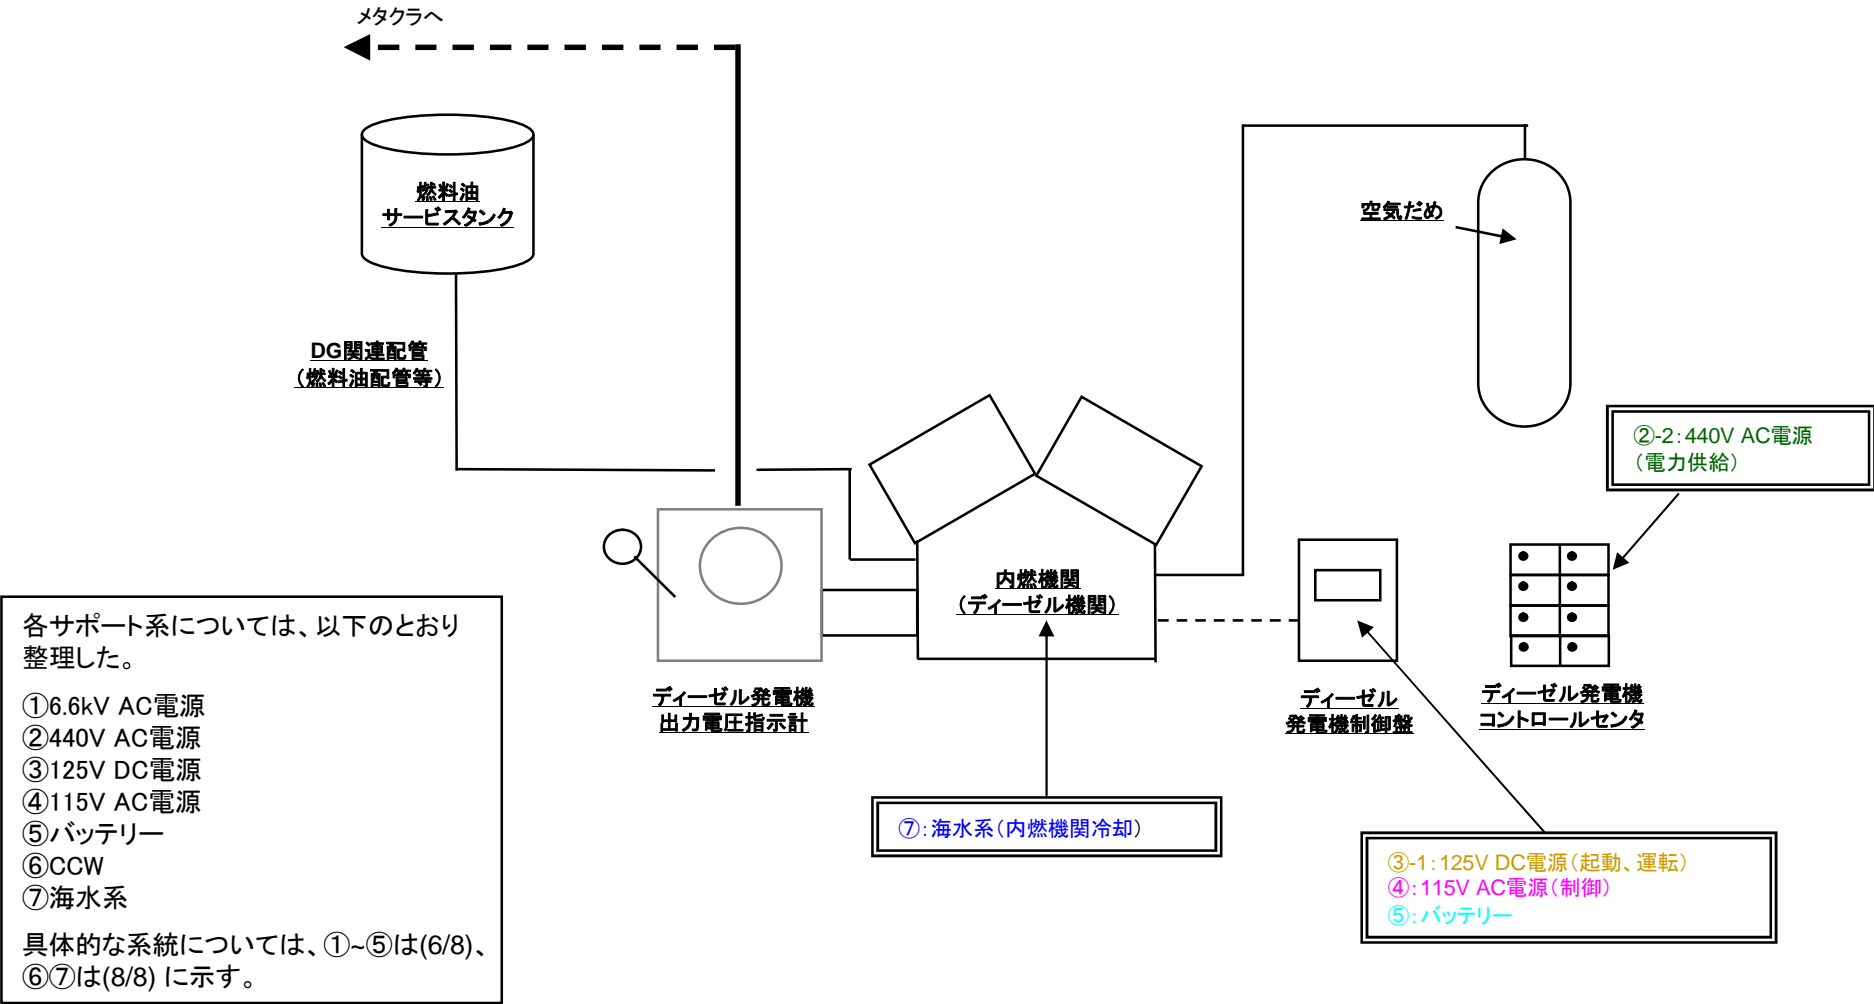 メタクラへ
燃料油
サービスタンク
空気だめ
DG関連配管
（燃料油配管等）
②-2：440V AC電源
（電力供給）
内燃機関
（ディーゼル機関）
ディーゼル発電機
出力電圧指示計
ディーゼル
発電機制御盤
ディーゼル発電機
コントロールセンタ
各サポート系については、以下のとおり
整理した。
①6.6kV AC電源
②440V AC電源
③125V DC電源
④115V AC電源
⑤バッテリー
⑥CCW
⑦海水系
具体的な系統については、①~⑤は(6/8)、
⑥⑦は(8/8) に示す。
⑦：海水系（内燃機関冷却）
③-1：125V DC電源（起動、運転）
④：115V AC電源（制御）
⑤：バッテリー